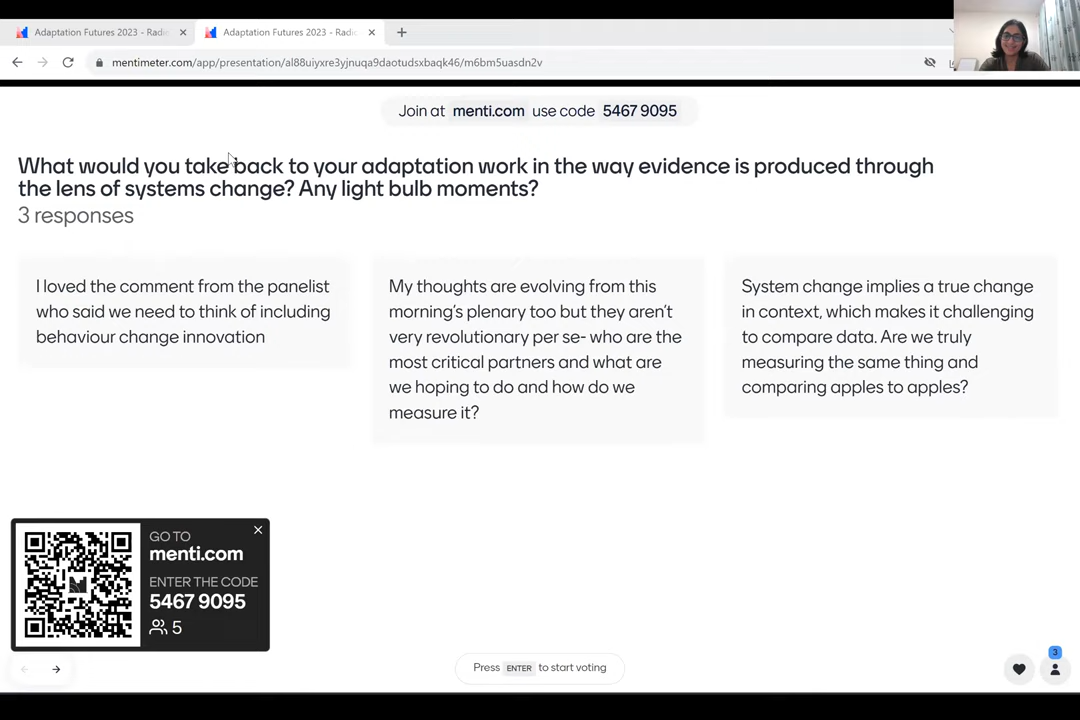 Adaptation Futures 2023 - Radi
Adaptation Futures 2023 - Radi
mentimeter.com/app/presentation/al88uiyxre3yjnuqa9daotudsxbaqk46/m6bm5uasdn2v
Join at menti.com use code 5467 9095
What would you take back to your adaptation work in the way evidence is produced through
the lens of systems change? Any light bulb moments?
3 responses
I loved the comment from the panelist
who said we need to think of including
behaviour change innovation
My thoughts are evolving from this
morning's plenary too but they aren't
very revolutionary per se- who are the
most critical partners and what are
we hoping to do and how do we
measure it?
System change implies a true change
in context, which makes it challenging
to compare data. Are we truly
measuring the same thing and
comparing apples to apples?
GO TO
menti.com
ENTER THE CODE
5467 9095
5
Press ENTER to start voting
3